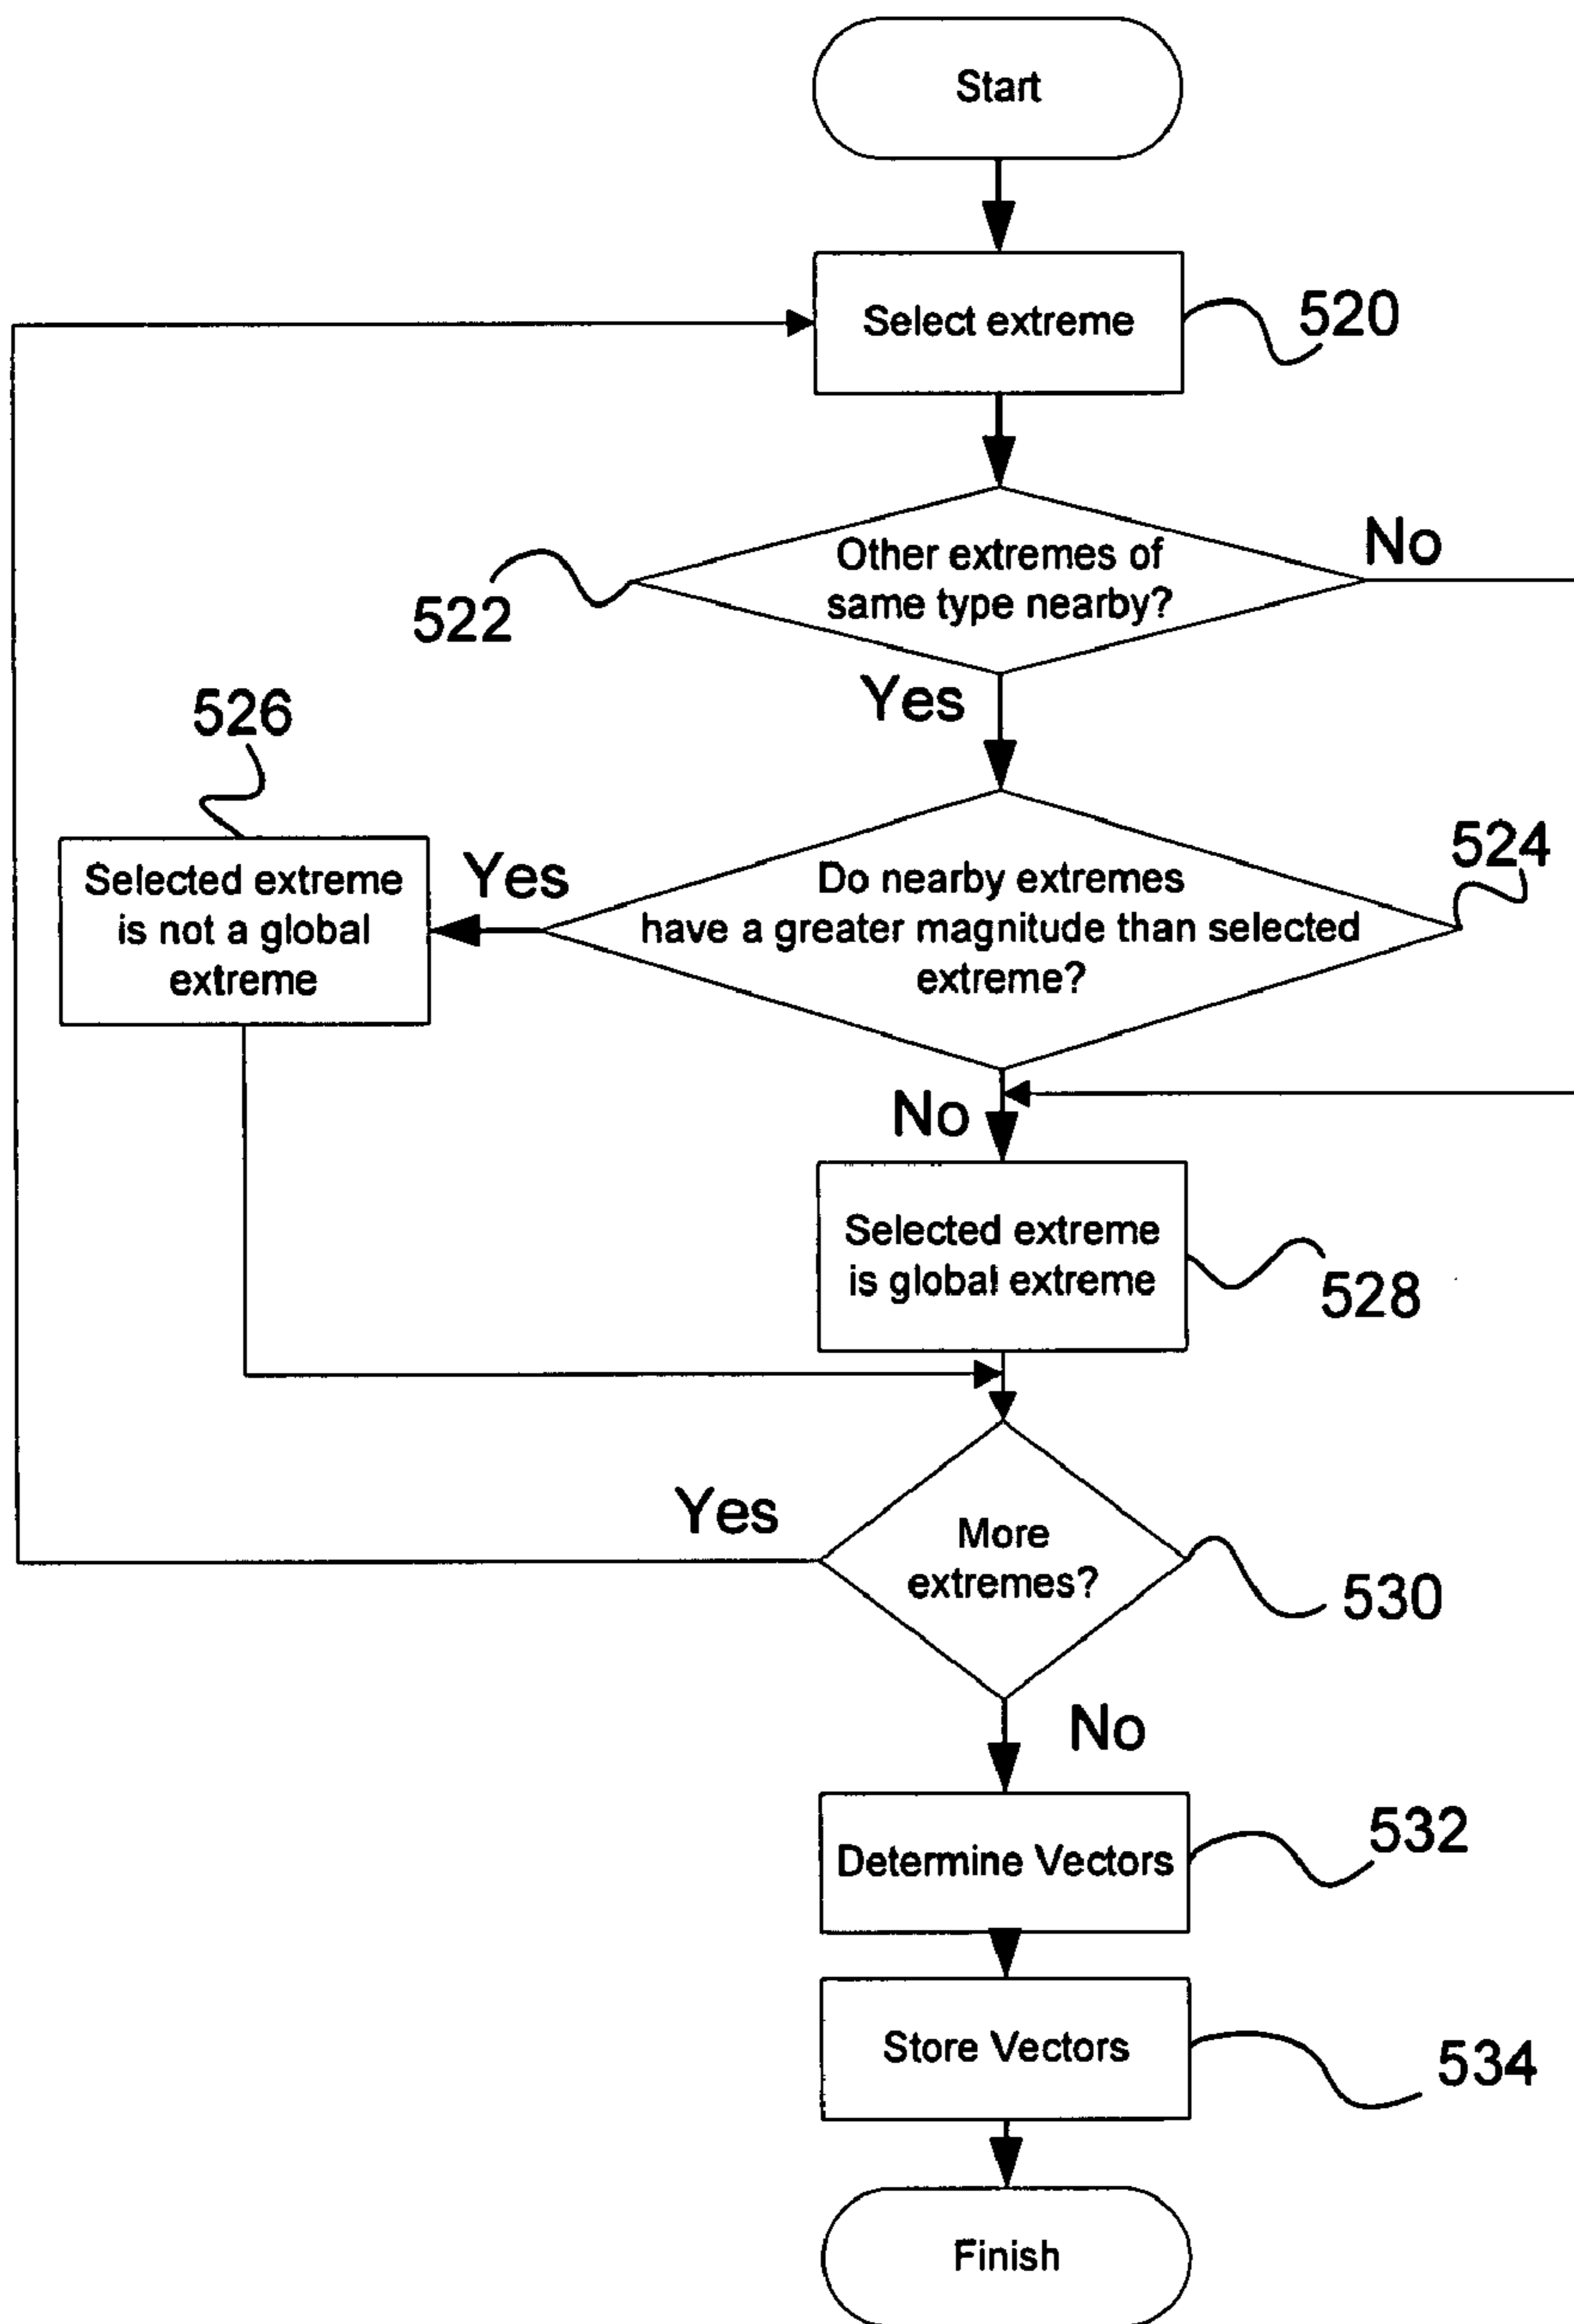 Start
Select extreme
520
Other extremes of
same type nearby?
No
522
Yes
526
Selected extreme
is not a global
extreme
Yes
Do nearby extremes
have a greater magnitude than selected
extreme?
524
No
Selected extreme
is global extreme
528
Yes
More
extremes?
530
No
Determine Vectors
532
Store Vectors
534
Finish